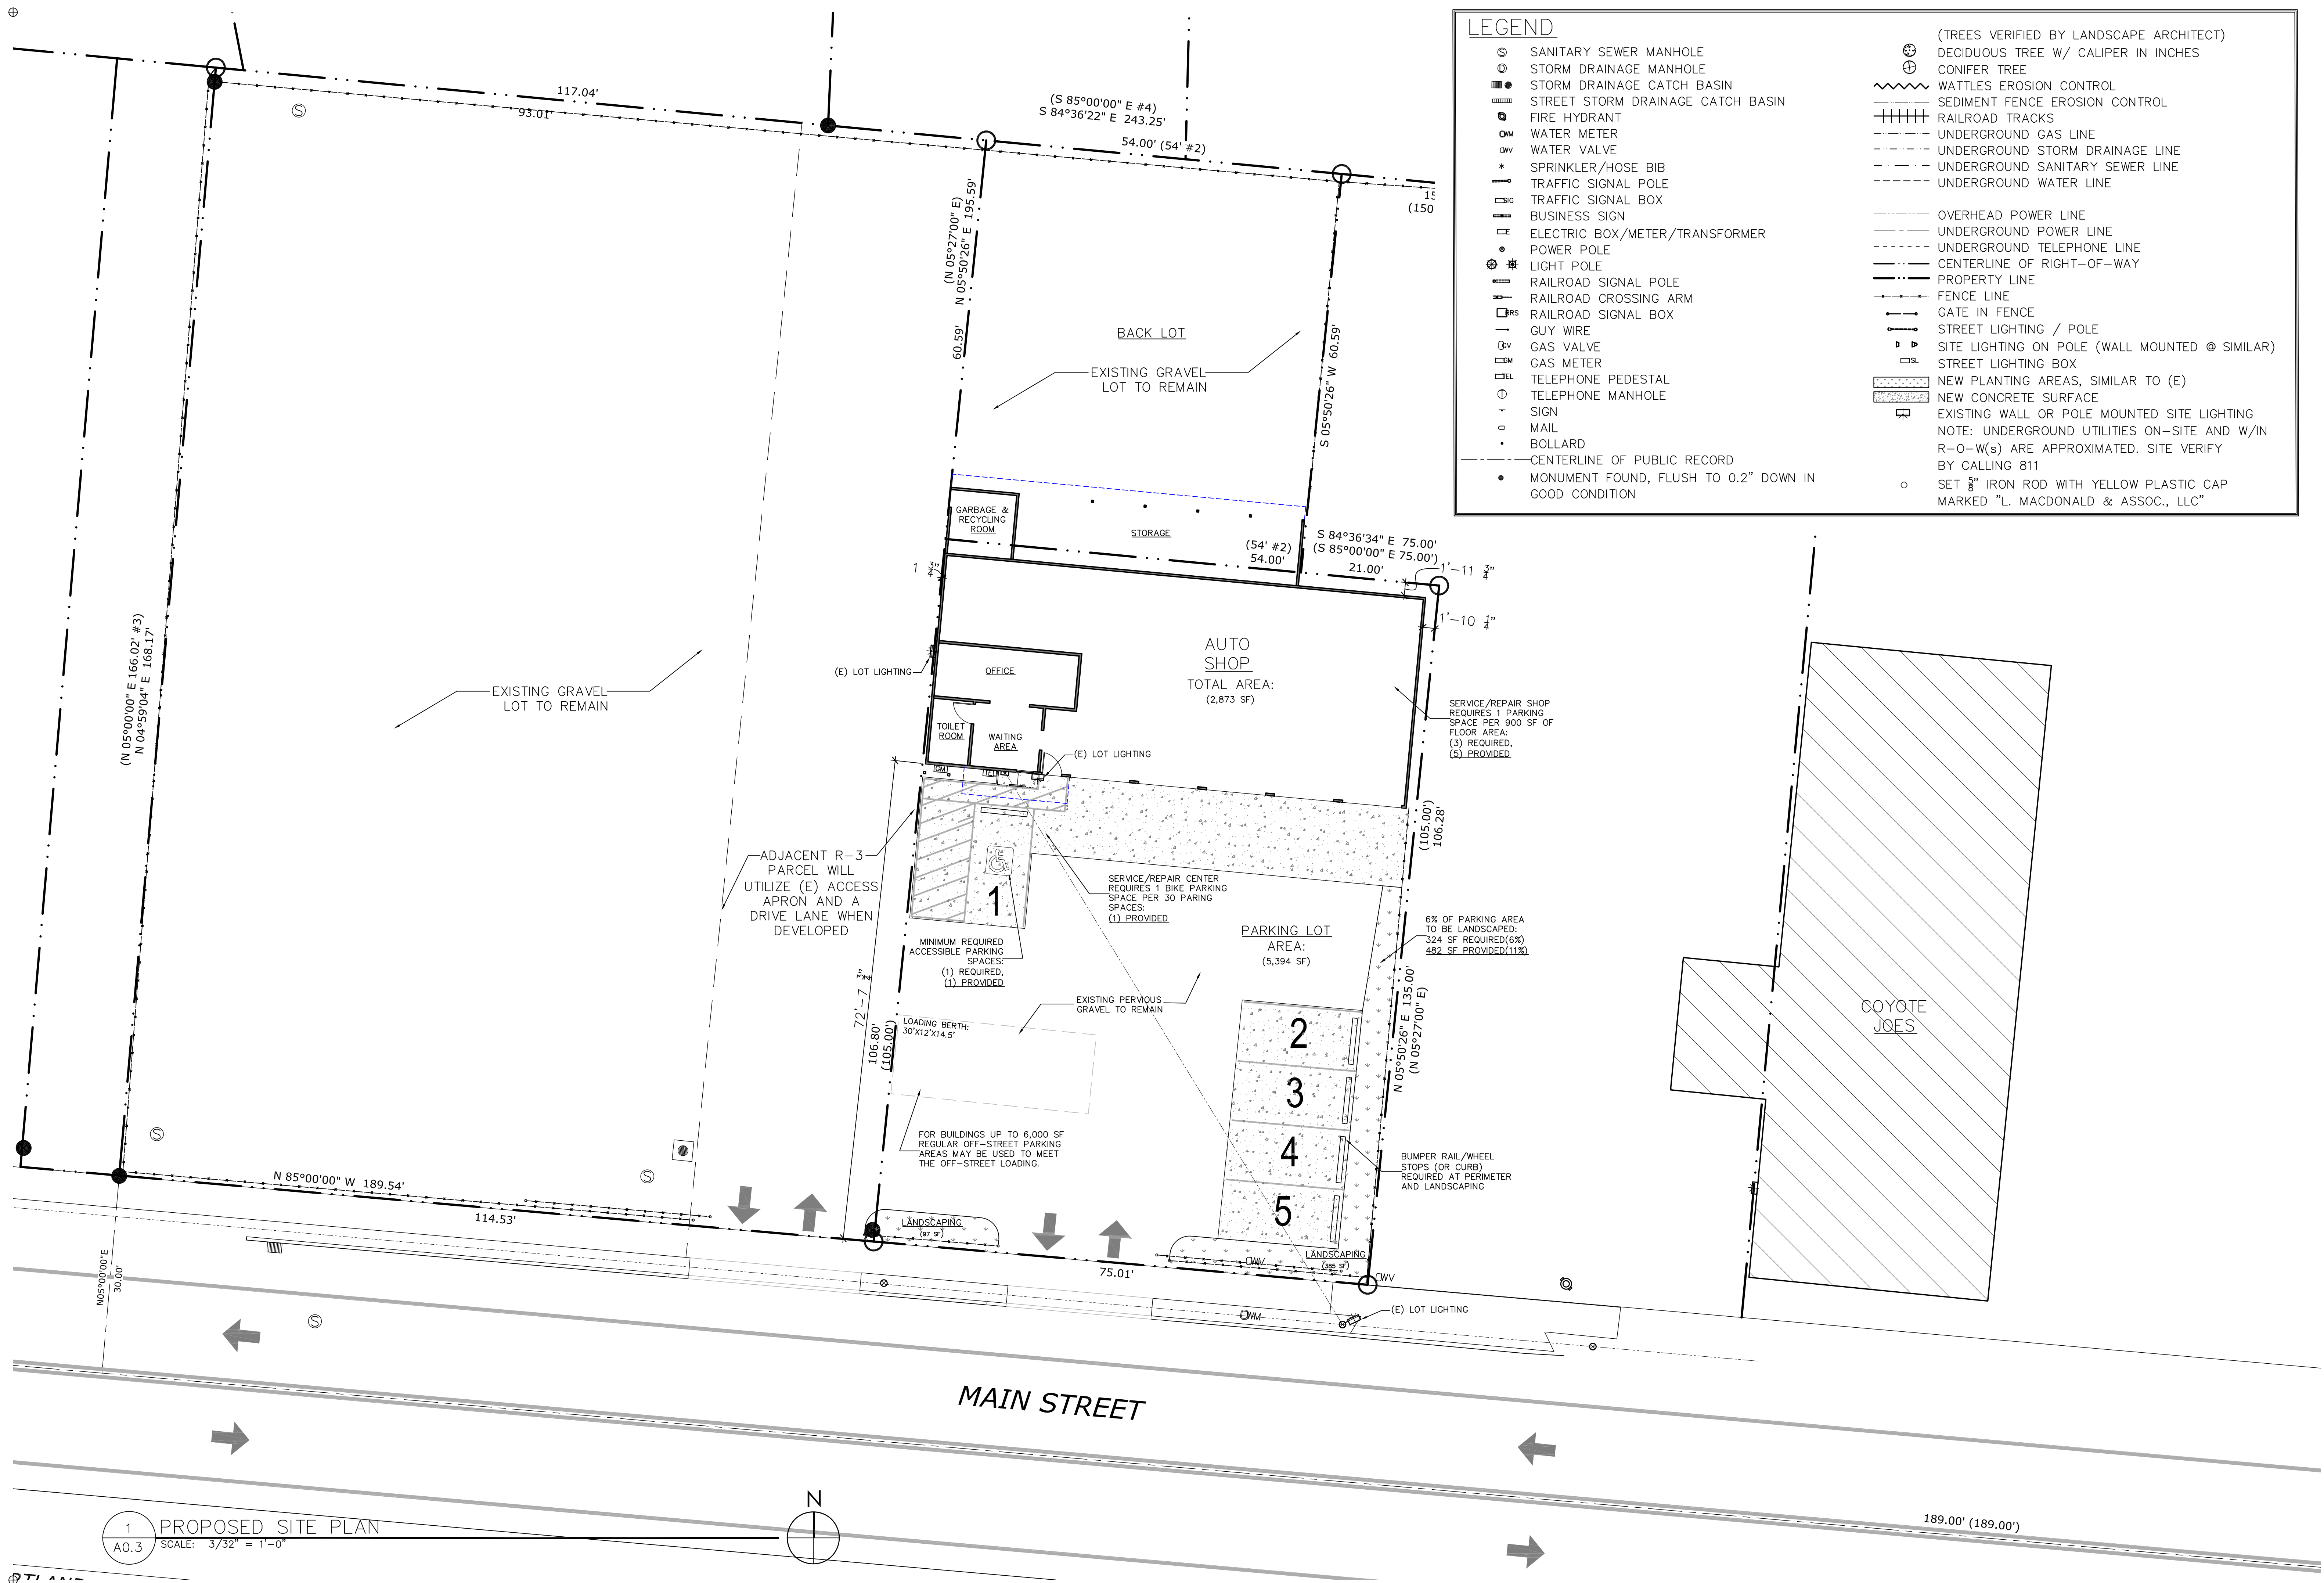 LEGEND
SANITARY SEWER MANHOLE
STORM DRAINAGE MANHOLE
STORM DRAINAGE CATCH BASIN
STREET STORM DRAINAGE CATCH BASIN
FIRE HYDRANT
WM WATER METER
WV WATER VALVE
SPRINKLER/HOSE BIB
TRAFFIC SIGNAL POLE
SIG TRAFFIC SIGNAL BOX
BUSINESS SIGN
E ELECTRIC BOX/METER/TRANSFORMER
POWER POLE
LIGHT POLE
RAILROAD SIGNAL POLE
RAILROAD CROSSING ARM
RRS RAILROAD SIGNAL BOX
GUY WIRE
GV GAS VALVE
GM GAS METER
TEL TELEPHONE PEDESTAL
TELEPHONE MANHOLE
SIGN
MAIL
BOLLARD
CENTERLINE OF PUBLIC RECORD
MONUMENT FOUND, FLUSH TO 0.2" DOWN IN
GOOD CONDITION
(TREES VERIFIED BY LANDSCAPE ARCHITECT)
DECIDUOUS TREE W/ CALIPER IN INCHES
CONIFER TREE
WATTLES EROSION CONTROL
SEDIMENT FENCE EROSION CONTROL
RAILROAD TRACKS
UNDERGROUND GAS LINE
UNDERGROUND STORM DRAINAGE LINE
UNDERGROUND SANITARY SEWER LINE
UNDERGROUND WATER LINE
OVERHEAD POWER LINE
UNDERGROUND POWER LINE
UNDERGROUND TELEPHONE LINE
CENTERLINE OF RIGHT-OF-WAY
PROPERTY LINE
FENCE LINE
GATE IN FENCE
STREET LIGHTING / POLE
SITE LIGHTING ON POLE (WALL MOUNTED @ SIMILAR)
SL STREET LIGHTING BOX
NEW PLANTING AREAS, SIMILAR TO (E)
NEW CONCRETE SURFACE
EXISTING WALL OR POLE MOUNTED SITE LIGHTING
NOTE: UNDERGROUND UTILITIES ON-SITE AND W/IN
R-O-W(s) ARE APPROXIMATED. SITE VERIFY
BY CALLING 811
SET 5/8" IRON ROD WITH YELLOW PLASTIC CAP
MARKED "L. MACDONALD & ASSOC., LLC"
117.04'
93.01'
(S 85°00'00" E #4)
S 84°36'22" E 243.25'
54.00' (54' #2)
15
(150.
S
(N 05°27'00" E)
N 05°50'26" E 195.59'
60.59'
S 05°50'26" W 60.59'
BACK LOT
EXISTING GRAVEL
LOT TO REMAIN
GARBAGE &
RECYCLING
ROOM
STORAGE
(54' #2)
54.00'
S 84°36'34" E 75.00'
(S 85°00'00" E 75.00')
21.00'
1'-11 3/4"
1'-10 1/4"
1 3/4"
(N 05°00'00" E 166.02' #3)
N 04°59'04" E 168.17'
EXISTING GRAVEL
LOT TO REMAIN
AUTO
SHOP
TOTAL AREA:
(2,873 SF)
(E) LOT LIGHTING
OFFICE
TOILET
ROOM
WAITING
AREA
(E) LOT LIGHTING
GM
TEL
SERVICE/REPAIR SHOP
REQUIRES 1 PARKING
SPACE PER 900 SF OF
FLOOR AREA:
(3) REQUIRED,
(5) PROVIDED
(105.00')
106.28'
ADJACENT R-3
PARCEL WILL
UTILIZE (E) ACCESS
APRON AND A
DRIVE LANE WHEN
DEVELOPED
1
SERVICE/REPAIR CENTER
REQUIRES 1 BIKE PARKING
SPACE PER 30 PARING
SPACES:
(1) PROVIDED
MINIMUM REQUIRED
ACCESSIBLE PARKING
SPACES:
(1) REQUIRED,
(1) PROVIDED
PARKING LOT
AREA:
(5,394 SF)
6% OF PARKING AREA
TO BE LANDSCAPED:
324 SF REQUIRED(6%)
482 SF PROVIDED(11%)
EXISTING PERVIOUS
GRAVEL TO REMAIN
LOADING BERTH:
30'X12'X14.5'
72'-7 3/4"
106.80'
(105.00')
N 05°50'26" E 135.00'
(N 05°27'00" E)
2
3
4
5
COYOTE
JOES
FOR BUILDINGS UP TO 6,000 SF
REGULAR OFF-STREET PARKING
AREAS MAY BE USED TO MEET
THE OFF-STREET LOADING.
BUMPER RAIL/WHEEL
STOPS (OR CURB)
REQUIRED AT PERIMETER
AND LANDSCAPING
S
S
N 85°00'00" W 189.54'
114.53'
LANDSCAPING
(97 SF)
75.01'
LANDSCAPING
(385 SF)
WV
WV
WM
(E) LOT LIGHTING
N05°00'00"E
30.00'
S
MAIN STREET
189.00' (189.00')
N
1
A0.3
PROPOSED SITE PLAN
SCALE: 3/32" = 1'-0"